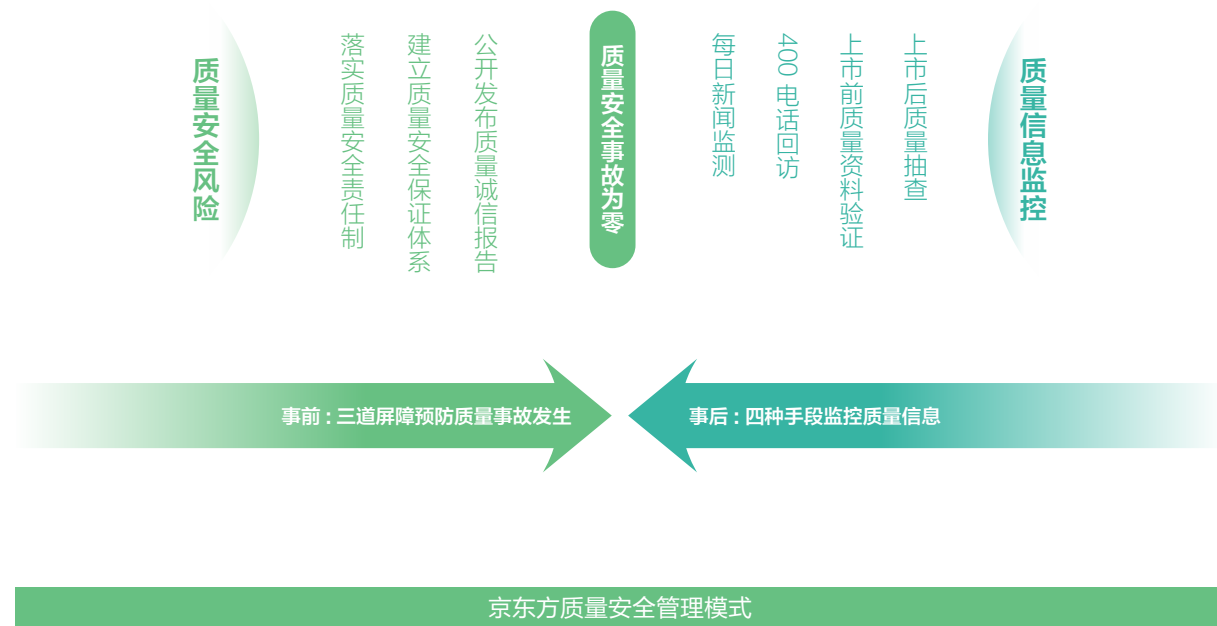 质量安全风险
落实质量安全责任制
建立质量安全保证体系
公开发布质量诚信报告
质量安全事故为零
每日新闻监测
400 电话回访
上市前质量资料验证
上市后质量抽查
质量信息监控
事前 : 三道屏障预防质量事故发生
事后 : 四种手段监控质量信息
京东方质量安全管理模式